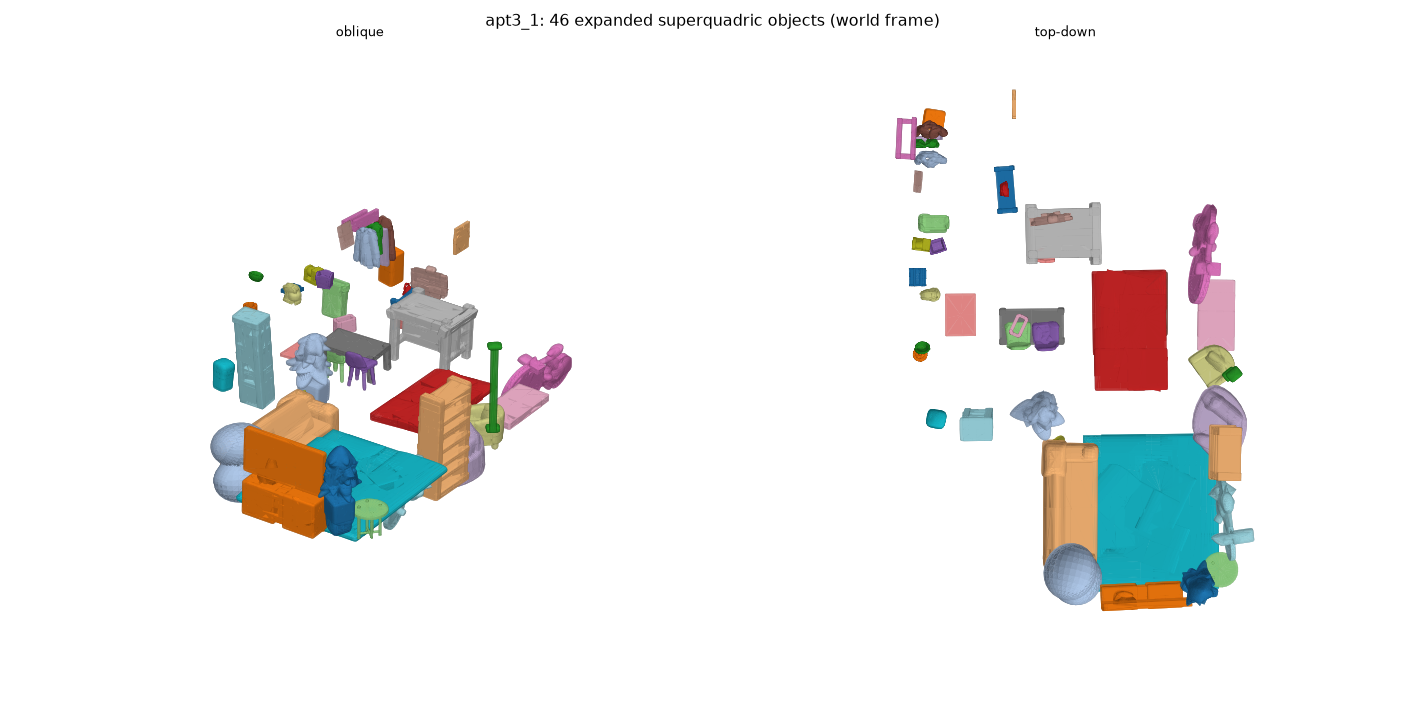 apt3_1: 46 expanded superquadric objects (world frame)
oblique
top-down